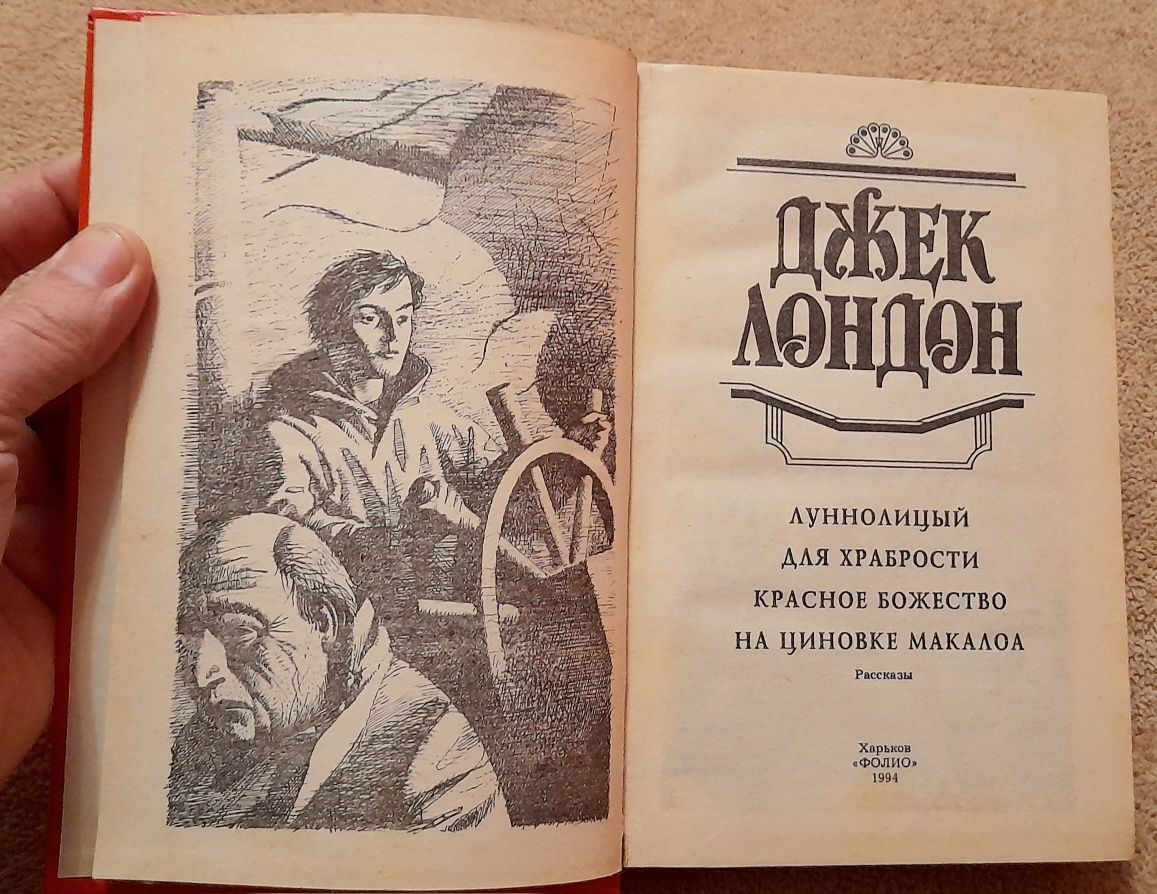 ДЖЕК
ЛОНДОН
ЛУННОЛИЦЫЙ
ДЛЯ ХРАБРОСТИ
КРАСНОЕ БОЖЕСТВО
НА ЦИНОВКЕ МАКАЛОА
Рассказы
Харьков
«ФОЛИО»
1994